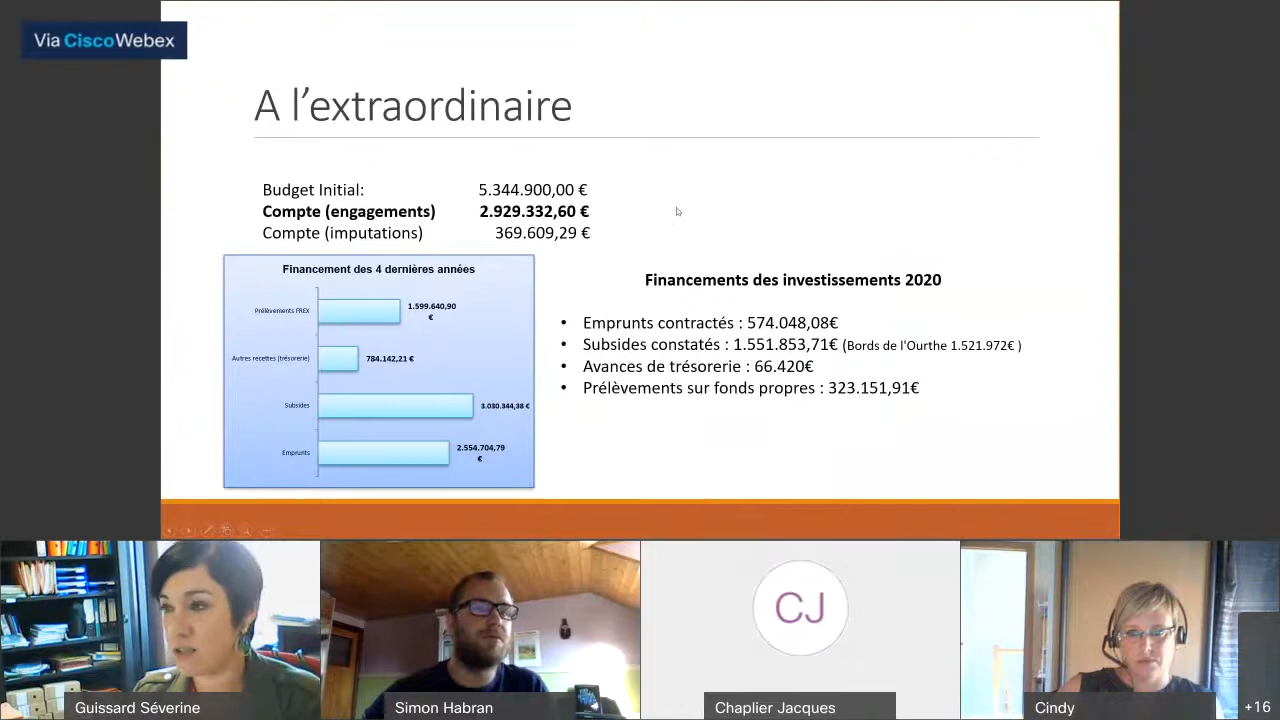 Via CiscoWebex
A l’extraordinaire
Budget Initial: 5.344.900,00 €
Compte (engagements) 2.929.332,60 €
Compte (imputations) 369.609,29 €
Financement des 4 dernières années
Prélèvements FREX 1.599.640,90
€
Autres recettes (trésorerie) 784.142,21 €
Subsides 3.030.344,38 €
Emprunts 2.554.704,79
€
Financements des investissements 2020
• Emprunts contractés : 574.048,08€
• Subsides constatés : 1.551.853,71€ (Bords de l'Ourthe 1.521.972€ )
• Avances de trésorerie : 66.420€
• Prélèvements sur fonds propres : 323.151,91€
CJ
Guissard Séverine
Simon Habran
Chaplier Jacques
Cindy
+16